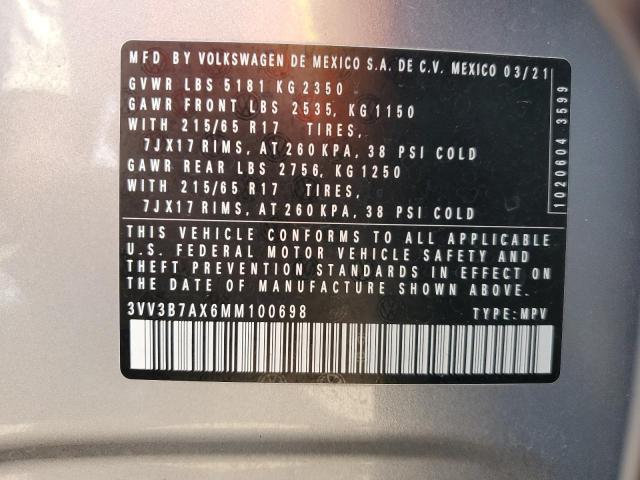 MFD BY VOLKSWAGEN DE MEXICO S.A. DE C.V. MEXICO 03/21
GVWR LBS 5181 KG 2350
GAWR FRONT LBS 2535, KG 1150
WITH 215/65 R17 TIRES,
7JX17 RIMS, AT 260 KPA, 38 PSI COLD
GAWR REAR LBS 2756, KG 1250
WITH 215/65 R17 TIRES,
7JX17 RIMS, AT 260 KPA, 38 PSI COLD
THIS VEHICLE CONFORMS TO ALL APPLICABLE
U.S. FEDERAL MOTOR VEHICLE SAFETY AND
THEFT PREVENTION STANDARDS IN EFFECT ON
THE DATE OF MANUFACTURE SHOWN ABOVE.
3VV3B7AX6MM100698 TYPE: MPV
1020604 3599